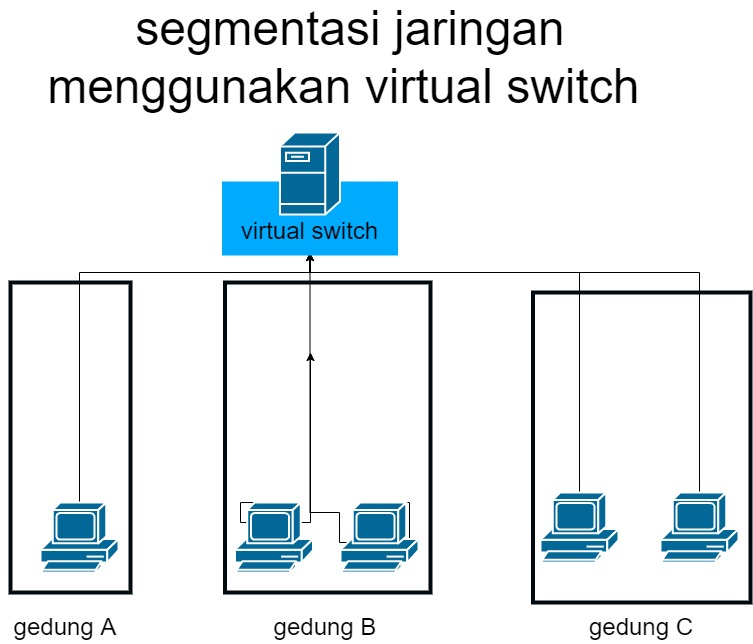 segmentasi jaringan
menggunakan virtual switch
virtual switch
gedung A
gedung B
gedung C